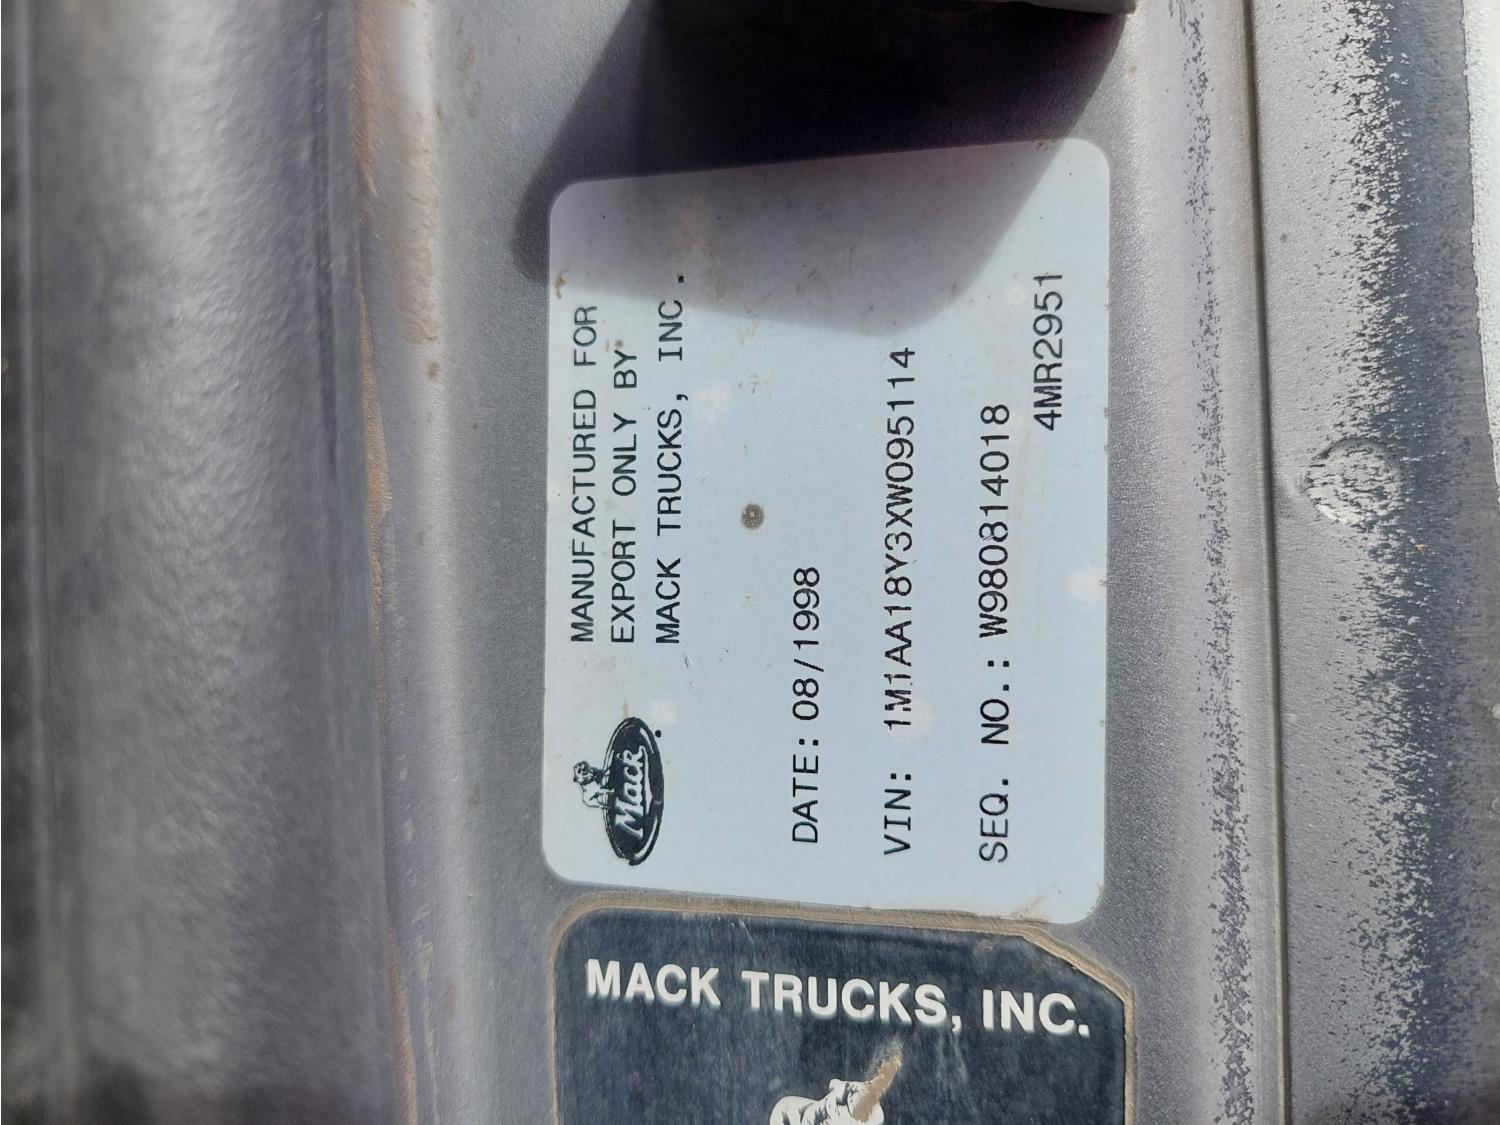 MANUFACTURED FOR
EXPORT ONLY BY
MACK TRUCKS, INC.
Mack
DATE: 08/1998
VIN: 1M1AA18Y3XW095114
SEQ. NO.: W980814018
4MR2951
MACK TRUCKS, INC.